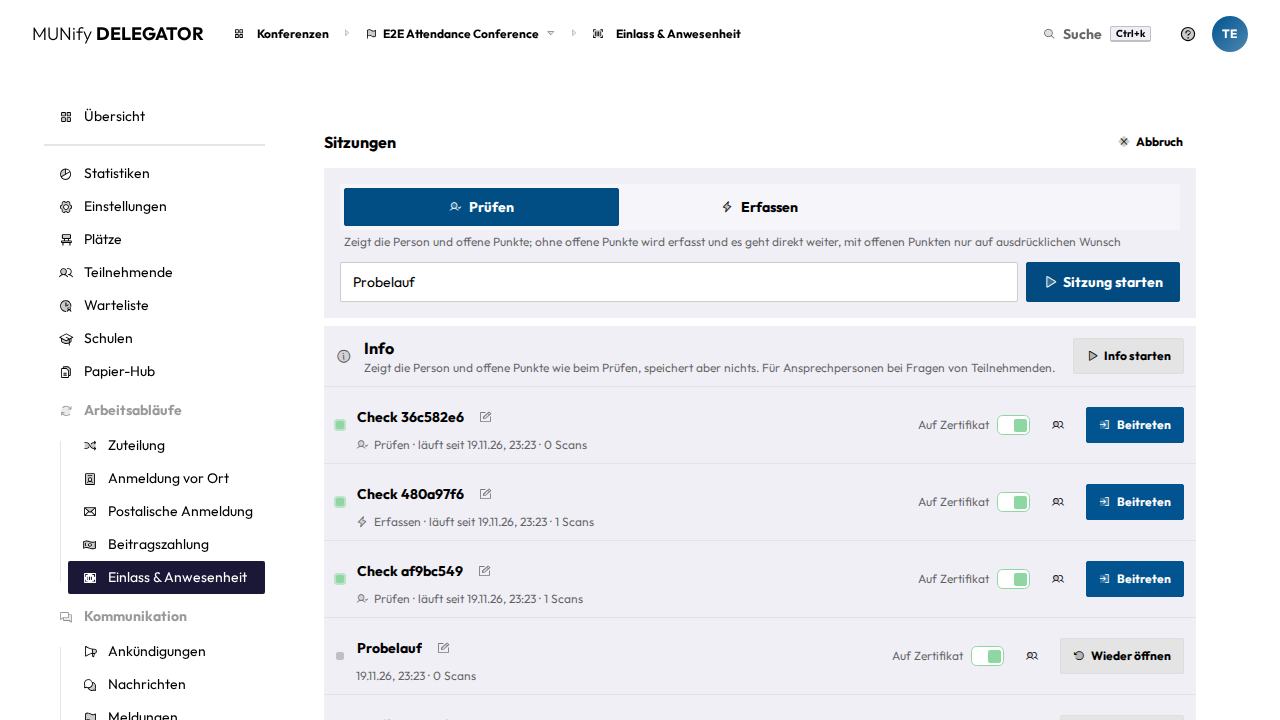 MUNify DELEGATOR
Konferenzen
E2E Attendance Conference
Einlass & Anwesenheit
Suche
Ctrl+k
TE
Übersicht
Statistiken
Einstellungen
Plätze
Teilnehmende
Warteliste
Schulen
Papier-Hub
Arbeitsabläufe
Zuteilung
Anmeldung vor Ort
Postalische Anmeldung
Beitragszahlung
Einlass & Anwesenheit
Kommunikation
Ankündigungen
Nachrichten
Meldungen
Sitzungen
Abbruch
Prüfen
Erfassen
Zeigt die Person und offene Punkte; ohne offene Punkte wird erfasst und es geht direkt weiter, mit offenen Punkten nur auf ausdrücklichen Wunsch
Probelauf
Sitzung starten
Info
Zeigt die Person und offene Punkte wie beim Prüfen, speichert aber nichts. Für Ansprechpersonen bei Fragen von Teilnehmenden.
Info starten
Check 36c582e6
Prüfen · läuft seit 19.11.26, 23:23 · 0 Scans
Auf Zertifikat
Beitreten
Check 480a97f6
Erfassen · läuft seit 19.11.26, 23:23 · 1 Scans
Auf Zertifikat
Beitreten
Check af9bc549
Prüfen · läuft seit 19.11.26, 23:23 · 1 Scans
Auf Zertifikat
Beitreten
Probelauf
19.11.26, 23:23 · 0 Scans
Auf Zertifikat
Wieder öffnen